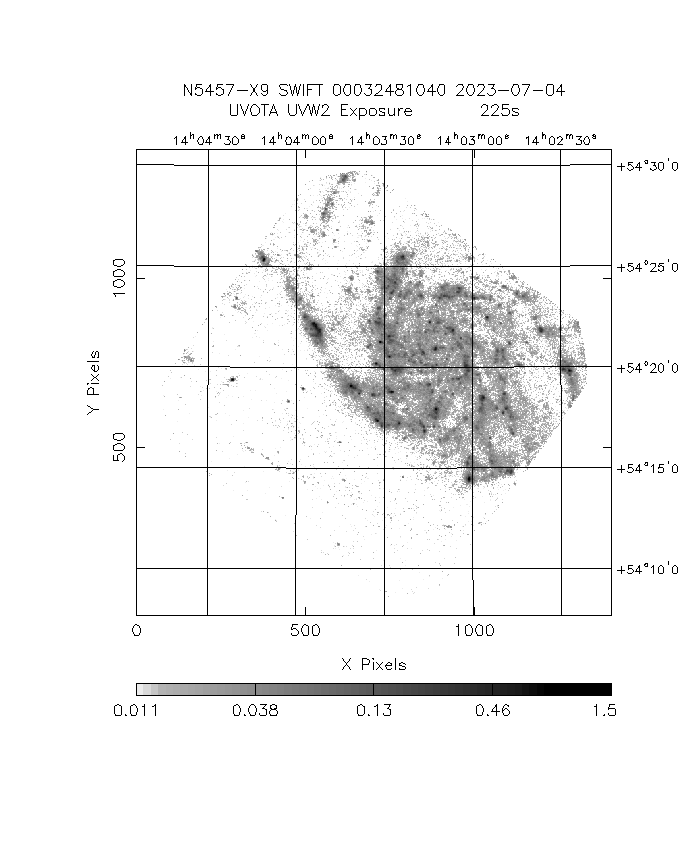 N5457-X9 SWIFT 00032481040 2023-07-04
UVOTA UVW2 Exposure 225s
14h04m30s 14h04m00s 14h03m30s 14h03m00s 14h02m30s
+54°30'0
1000
+54°25'0
+54°20'0
Y Pixels
500
+54°15'0
+54°10'0
0 500 1000
X Pixels
0.011 0.038 0.13 0.46 1.5